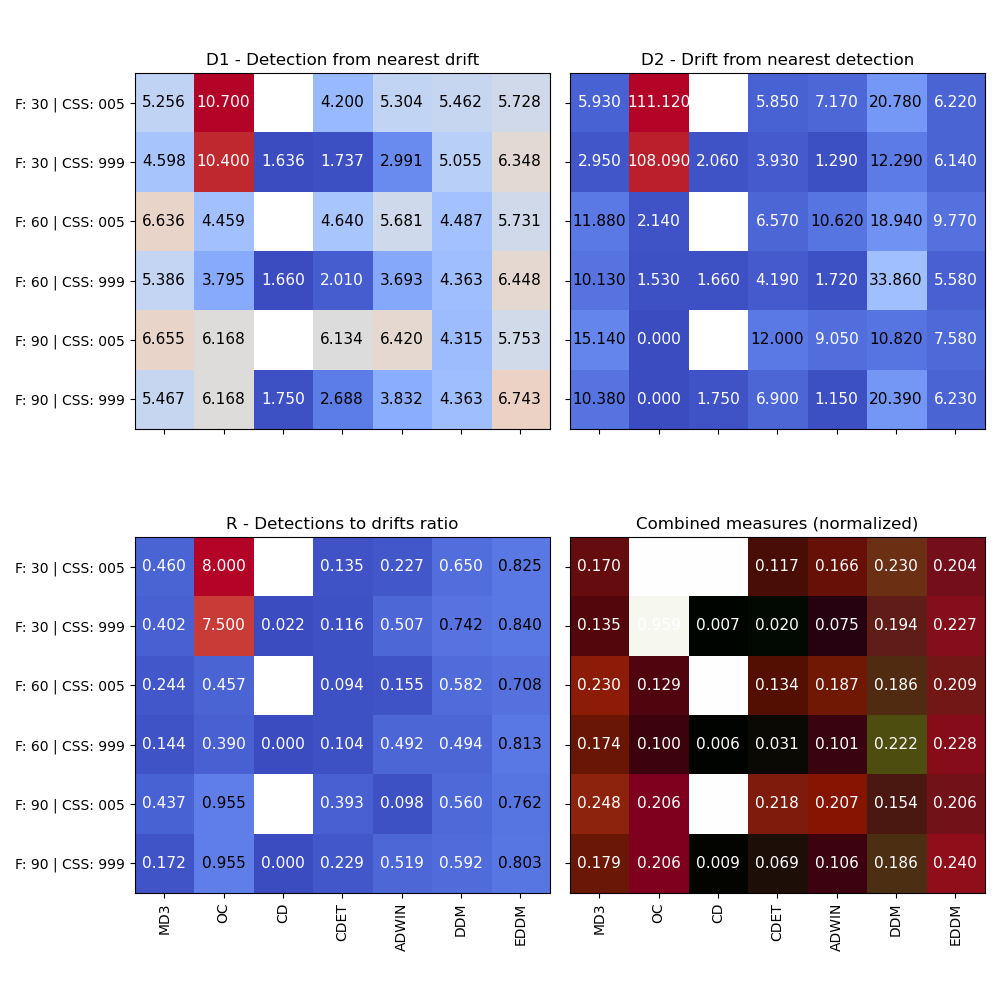 D1 - Detection from nearest drift
F: 30 | CSS: 005 5.256 10.700 4.200 5.304 5.462 5.728
F: 30 | CSS: 999 4.598 10.400 1.636 1.737 2.991 5.055 6.348
F: 60 | CSS: 005 6.636 4.459 4.640 5.681 4.487 5.731
F: 60 | CSS: 999 5.386 3.795 1.660 2.010 3.693 4.363 6.448
F: 90 | CSS: 005 6.655 6.168 6.134 6.420 4.315 5.753
F: 90 | CSS: 999 5.467 6.168 1.750 2.688 3.832 4.363 6.743
D2 - Drift from nearest detection
5.930 111.120 5.850 7.170 20.780 6.220
2.950 108.090 2.060 3.930 1.290 12.290 6.140
11.880 2.140 6.570 10.620 18.940 9.770
10.130 1.530 1.660 4.190 1.720 33.860 5.580
15.140 0.000 12.000 9.050 10.820 7.580
10.380 0.000 1.750 6.900 1.150 20.390 6.230
R - Detections to drifts ratio
F: 30 | CSS: 005 0.460 8.000 0.135 0.227 0.650 0.825
F: 30 | CSS: 999 0.402 7.500 0.022 0.116 0.507 0.742 0.840
F: 60 | CSS: 005 0.244 0.457 0.094 0.155 0.582 0.708
F: 60 | CSS: 999 0.144 0.390 0.000 0.104 0.492 0.494 0.813
F: 90 | CSS: 005 0.437 0.955 0.393 0.098 0.560 0.762
F: 90 | CSS: 999 0.172 0.955 0.000 0.229 0.519 0.592 0.803
MD3 OC CD CDET ADWIN DDM EDDM
Combined measures (normalized)
0.170 0.117 0.166 0.230 0.204
0.135 0.959 0.007 0.020 0.075 0.194 0.227
0.230 0.129 0.134 0.187 0.186 0.209
0.174 0.100 0.006 0.031 0.101 0.222 0.228
0.248 0.206 0.218 0.207 0.154 0.206
0.179 0.206 0.009 0.069 0.106 0.186 0.240
MD3 OC CD CDET ADWIN DDM EDDM